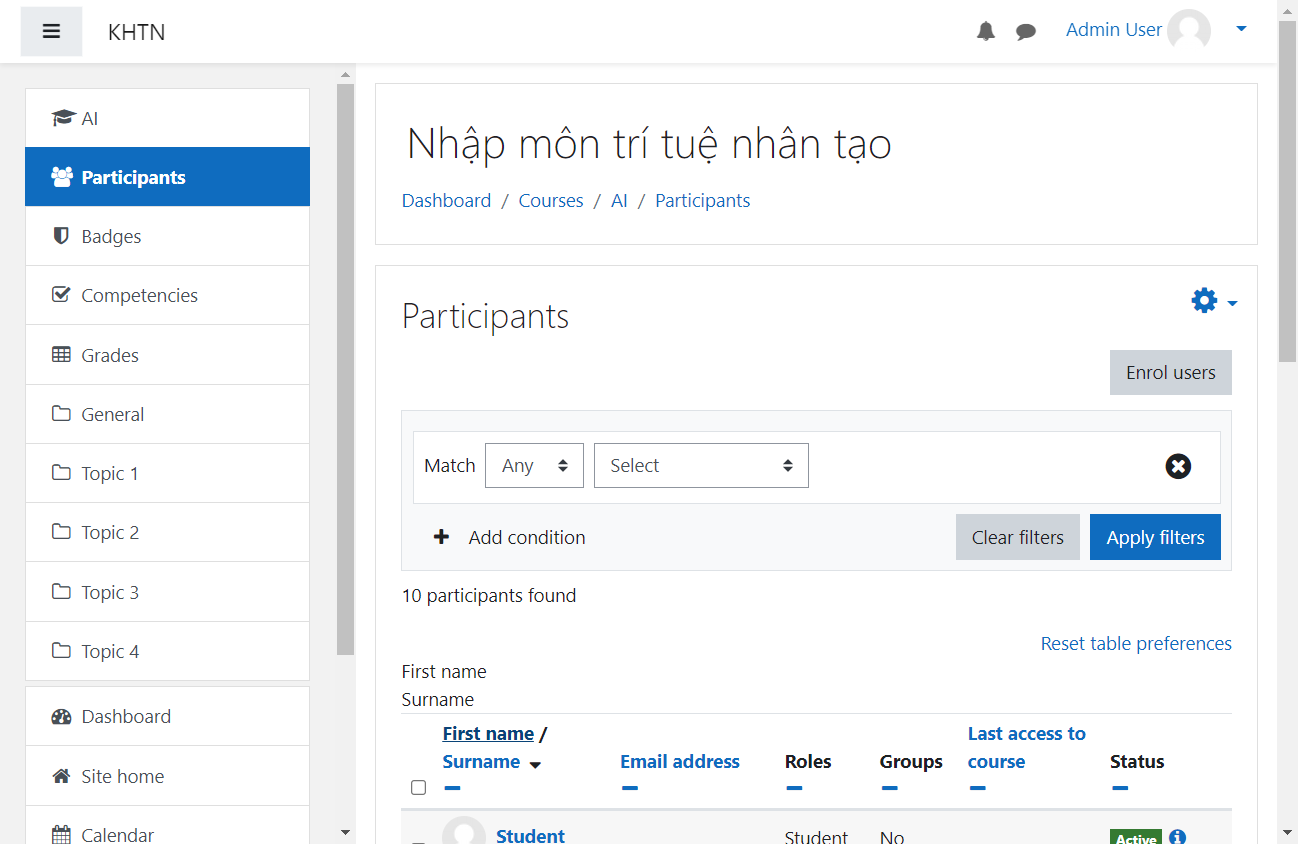 KHTN
Admin User
AI
Participants
Badges
Competencies
Grades
General
Topic 1
Topic 2
Topic 3
Topic 4
Dashboard
Site home
Calendar
Nhập môn trí tuệ nhân tạo
Dashboard / Courses / AI / Participants
Participants
Enrol users
Match Any Select
Add condition Clear filters Apply filters
10 participants found
Reset table preferences
First name
Surname
First name / Surname Email address Roles Groups Last access to course Status
Student Student No Active